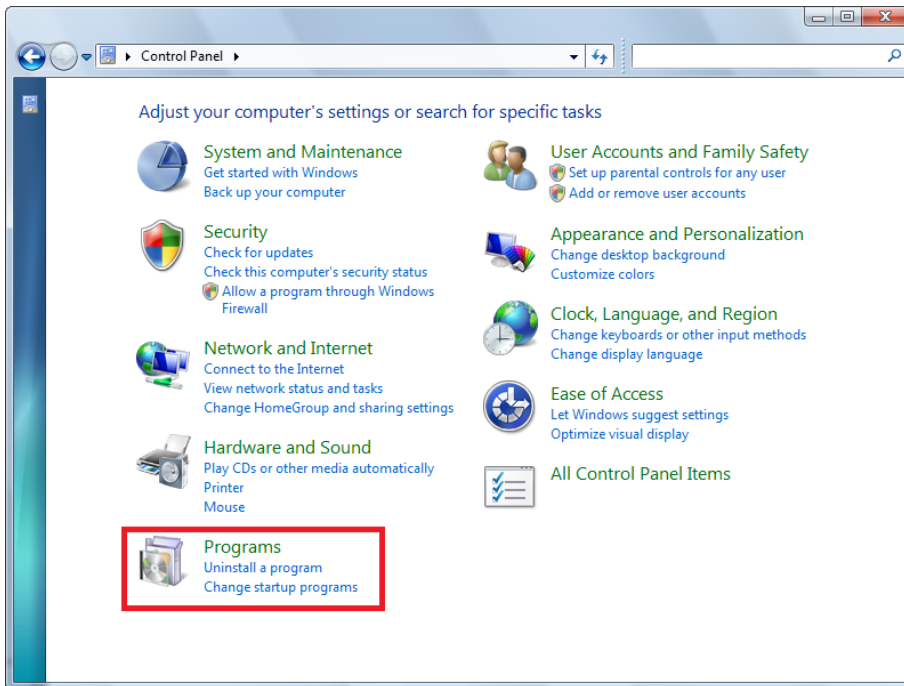 Control Panel
Adjust your computer's settings or search for specific tasks
System and Maintenance
Get started with Windows
Back up your computer
Security
Check for updates
Check this computer's security status
Allow a program through Windows
Firewall
Network and Internet
Connect to the Internet
View network status and tasks
Change HomeGroup and sharing settings
Hardware and Sound
Play CDs or other media automatically
Printer
Mouse
Programs
Uninstall a program
Change startup programs
User Accounts and Family Safety
Set up parental controls for any user
Add or remove user accounts
Appearance and Personalization
Change desktop background
Customize colors
Clock, Language, and Region
Change keyboards or other input methods
Change display language
Ease of Access
Let Windows suggest settings
Optimize visual display
All Control Panel Items